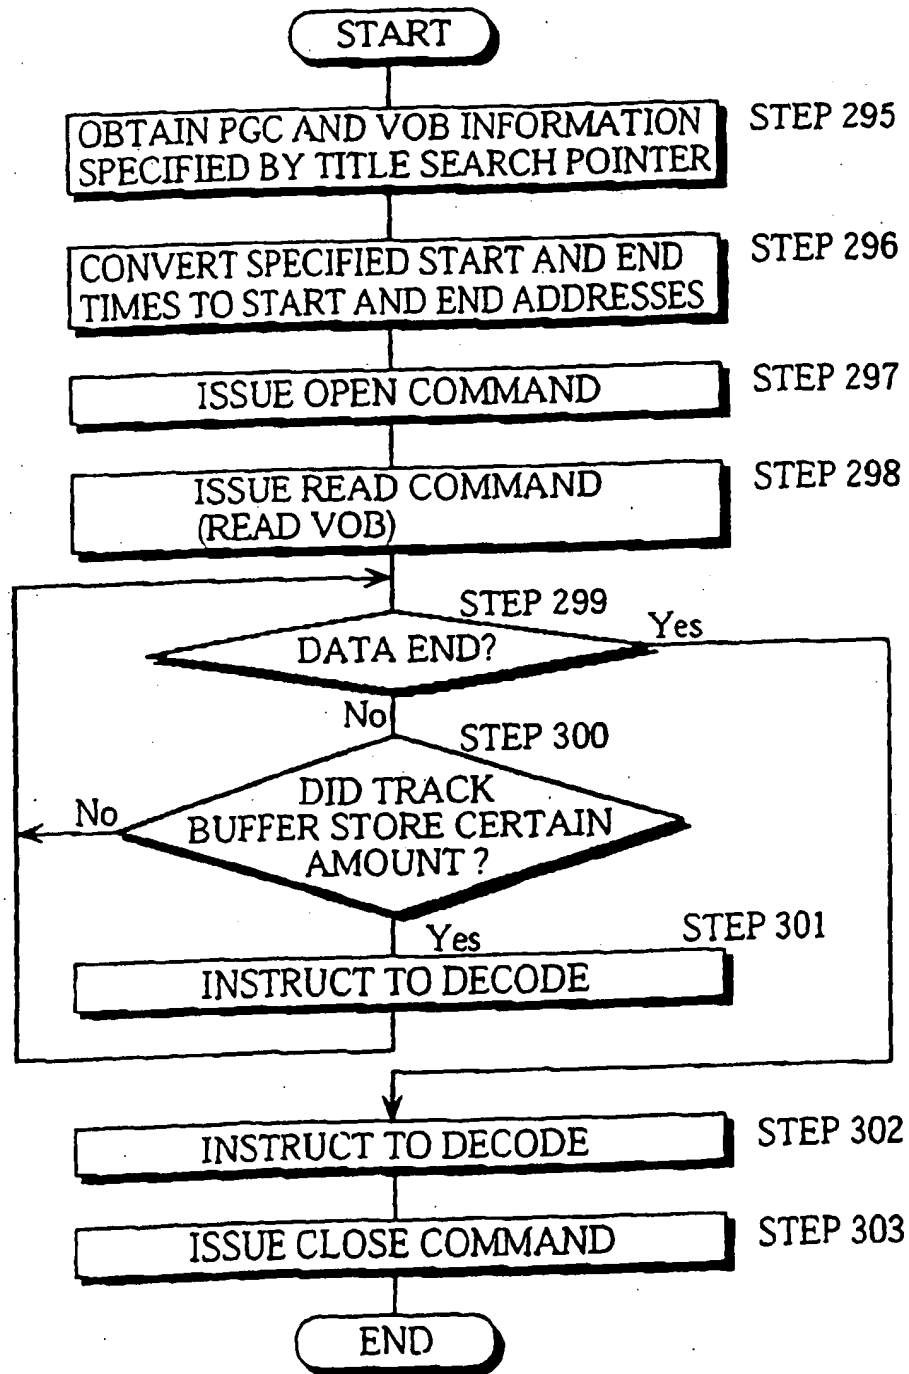 START
STEP 295
OBTAIN PGC AND VOB INFORMATION
SPECIFIED BY TITLE SEARCH POINTER
STEP 296
CONVERT SPECIFIED START AND END
TIMES TO START AND END ADDRESSES
STEP 297
ISSUE OPEN COMMAND
STEP 298
ISSUE READ COMMAND
(READ VOB)
STEP 299
DATA END?
Yes
No
STEP 300
DID TRACK
BUFFER STORE CERTAIN
AMOUNT ?
No
Yes
STEP 301
INSTRUCT TO DECODE
STEP 302
INSTRUCT TO DECODE
STEP 303
ISSUE CLOSE COMMAND
END